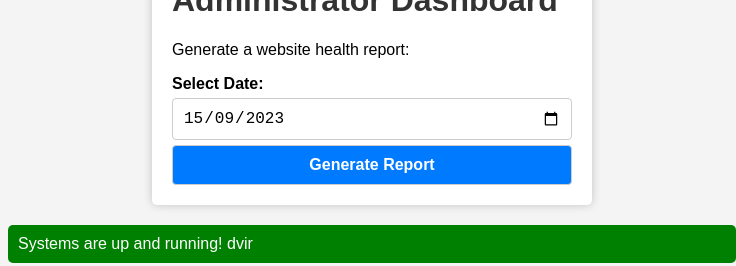 Administrator Dashboard
Generate a website health report:
Select Date:
15/09/2023
Generate Report
Systems are up and running! dvir